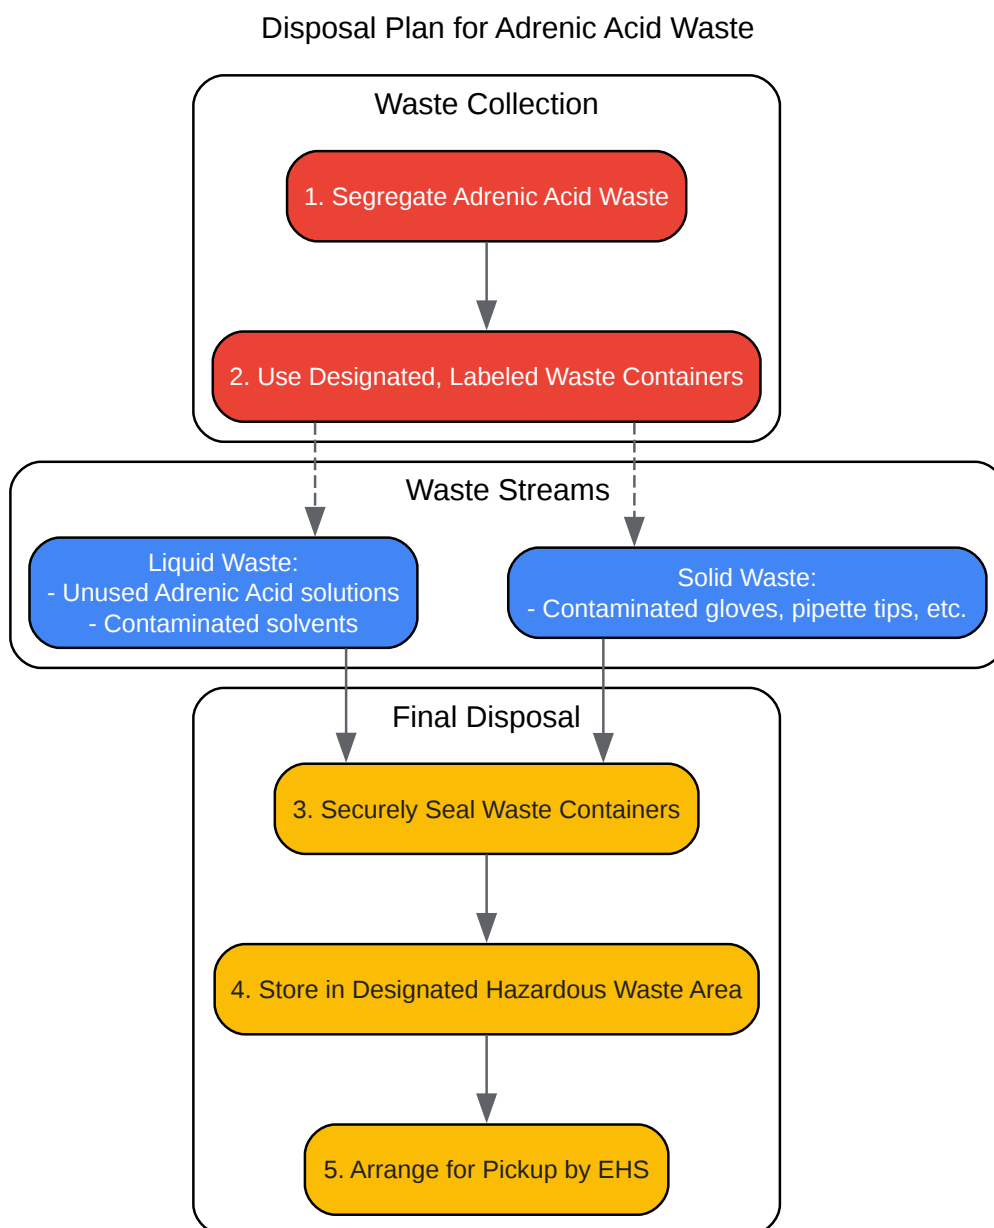 Disposal Plan for Adrenic Acid Waste
Waste Collection
1. Segregate Adrenic Acid Waste
2. Use Designated, Labeled Waste Containers
Waste Streams
Liquid Waste:
- Unused Adrenic Acid solutions
- Contaminated solvents
Solid Waste:
- Contaminated gloves, pipette tips, etc.
Final Disposal
3. Securely Seal Waste Containers
4. Store in Designated Hazardous Waste Area
5. Arrange for Pickup by EHS